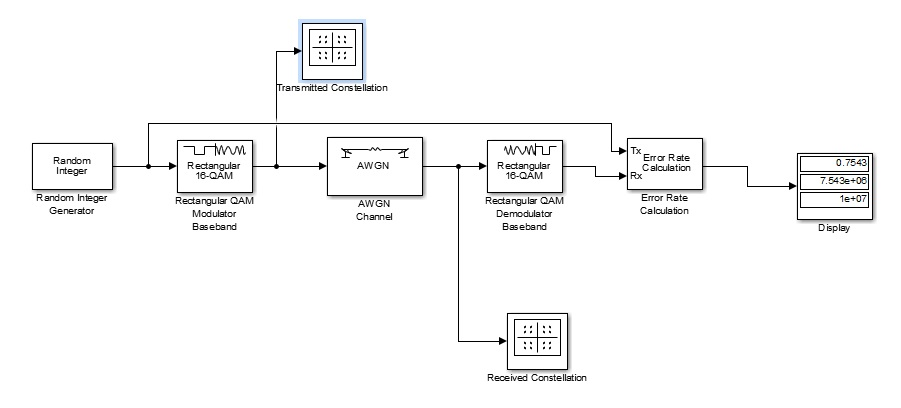 Transmitted Constellation
Random
Integer
Random Integer
Generator
Rectangular
16-QAM
Rectangular QAM
Modulator
Baseband
AWGN
AWGN
Channel
Rectangular
16-QAM
Rectangular QAM
Demodulator
Baseband
Tx
Error Rate
Calculation
Rx
Error Rate
Calculation
0.7543
7.543e+06
1e+07
Display
Received Constellation